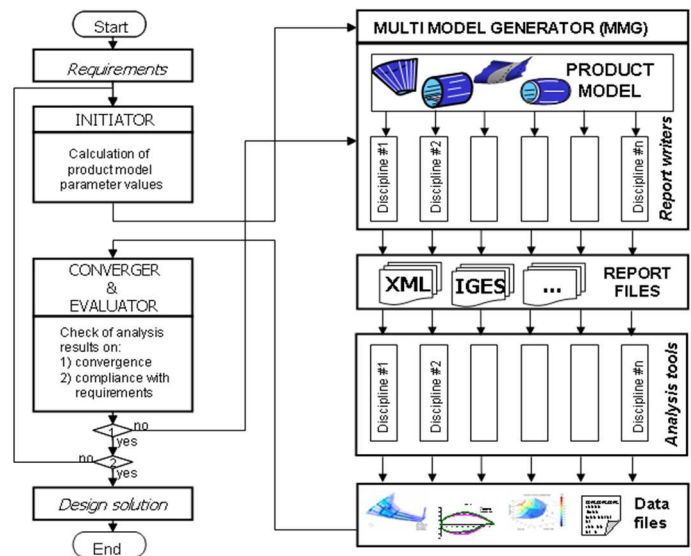 Start
Requirements
INITIATOR
Calculation of
product model
parameter values
CONVERGER
&
EVALUATOR
Check of analysis
results on:
1) convergence
2) compliance with
requirements
1
no
yes
no
2
yes
Design solution
End
MULTI MODEL GENERATOR (MMG)
PRODUCT
MODEL
Discipline #1
Discipline #2
Discipline #n
Report writers
XML
IGES
...
REPORT
FILES
Discipline #1
Discipline #2
Discipline #n
Analysis tools
Data
files